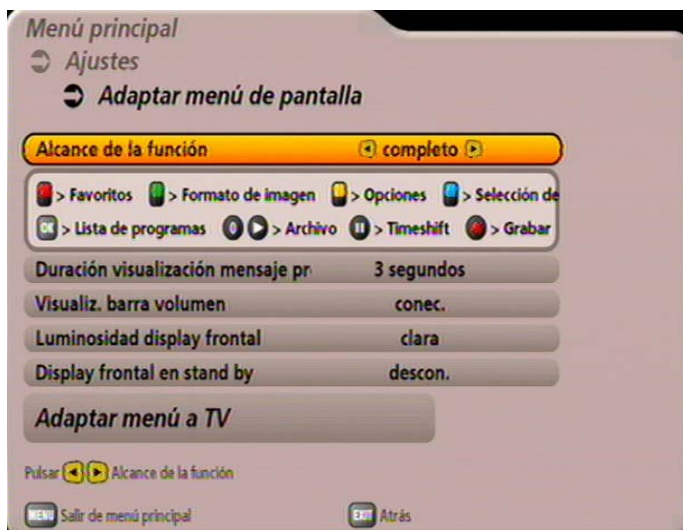 Menú principal
Ajustes
Adaptar menú de pantalla
Alcance de la función completo
> Favoritos > Formato de imagen > Opciones > Selección de
OK > Lista de programas 0 > Archivo > Timeshift > Grabar
Duración visualización mensaje pr 3 segundos
Visualiz. barra volumen conec.
Luminosidad display frontal clara
Display frontal en stand by descon.
Adaptar menú a TV
Pulsar Alcance de la función
MENU Salir de menú principal Atrás